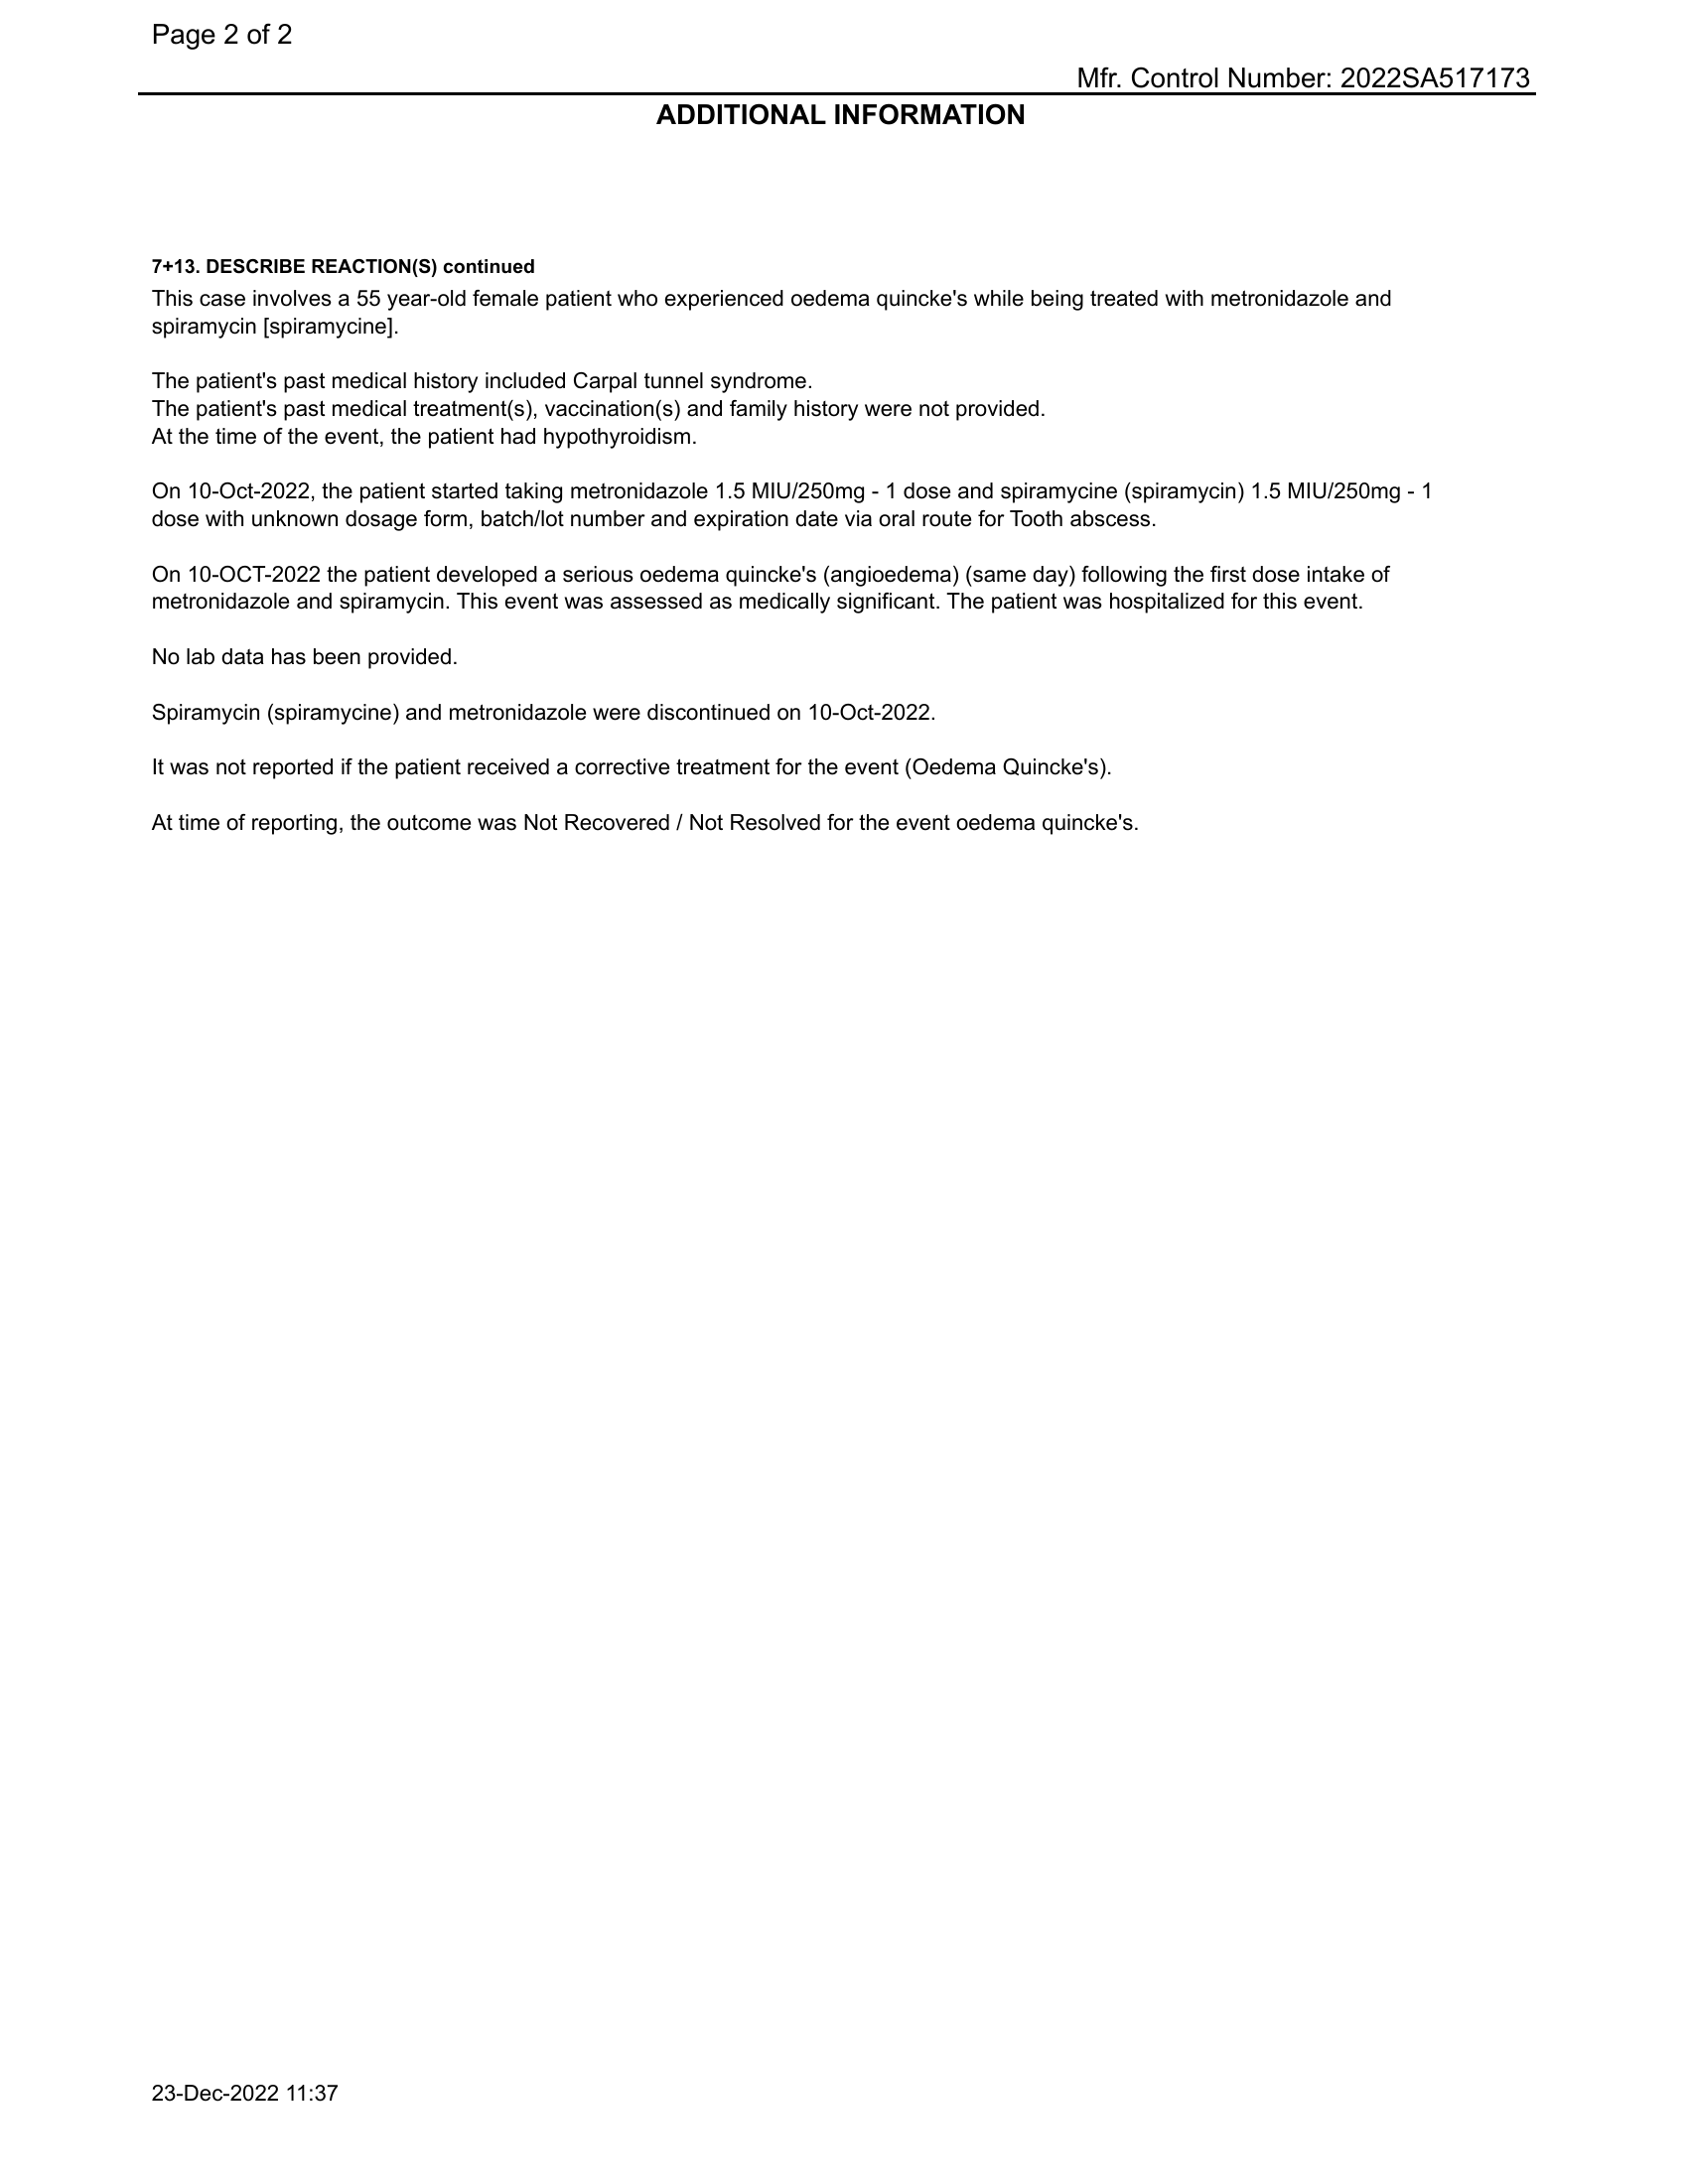 Page 2 of 2
Mfr. Control Number: 2022SA517173
ADDITIONAL INFORMATION
7+13. DESCRIBE REACTION(S) continued
This case involves a 55 year-old female patient who experienced oedema quincke's while being treated with metronidazole and
spiramycin [spiramycine].
The patient's past medical history included Carpal tunnel syndrome.
The patient's past medical treatment(s), vaccination(s) and family history were not provided.
At the time of the event, the patient had hypothyroidism.
On 10-Oct-2022, the patient started taking metronidazole 1.5 MIU/250mg - 1 dose and spiramycine (spiramycin) 1.5 MIU/250mg - 1
dose with unknown dosage form, batch/lot number and expiration date via oral route for Tooth abscess.
On 10-OCT-2022 the patient developed a serious oedema quincke's (angioedema) (same day) following the first dose intake of
metronidazole and spiramycin. This event was assessed as medically significant. The patient was hospitalized for this event.
No lab data has been provided.
Spiramycin (spiramycine) and metronidazole were discontinued on 10-Oct-2022.
It was not reported if the patient received a corrective treatment for the event (Oedema Quincke's).
At time of reporting, the outcome was Not Recovered / Not Resolved for the event oedema quincke's.
23-Dec-2022 11:37